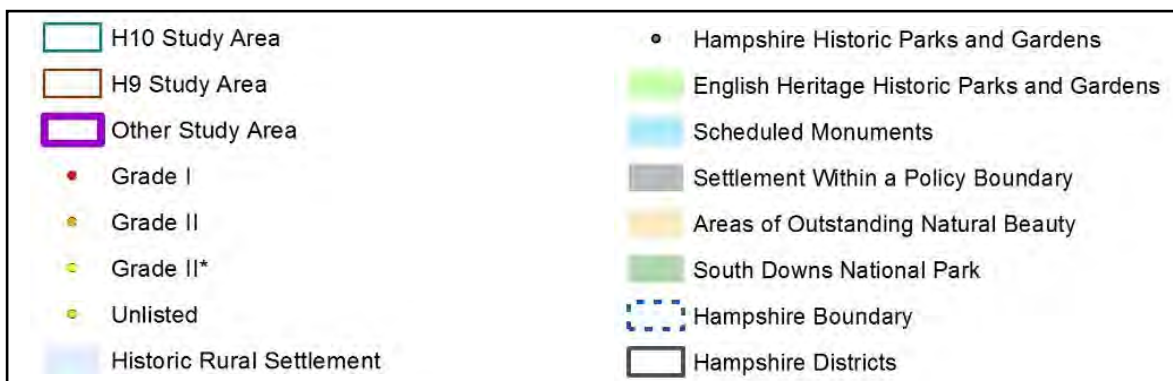 H10 Study Area
H9 Study Area
Other Study Area
Grade I
Grade II
Grade II*
Unlisted
Historic Rural Settlement
Hampshire Historic Parks and Gardens
English Heritage Historic Parks and Gardens
Scheduled Monuments
Settlement Within a Policy Boundary
Areas of Outstanding Natural Beauty
South Downs National Park
Hampshire Boundary
Hampshire Districts